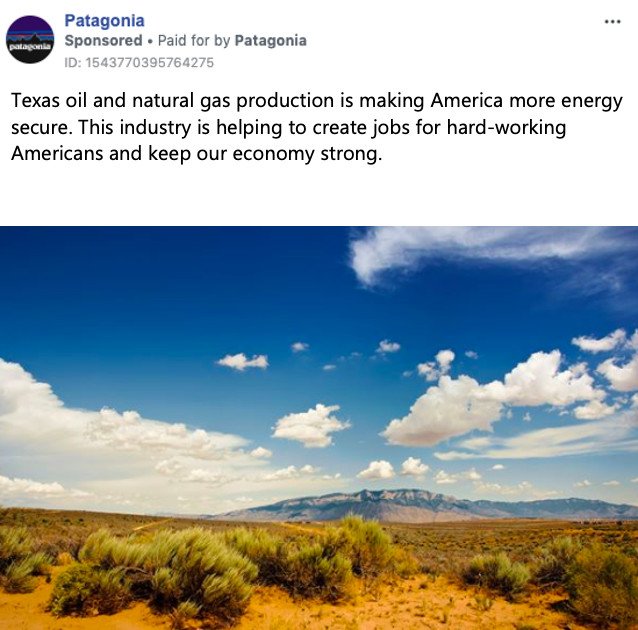 Patagonia
Sponsored • Paid for by Patagonia
ID: 1543770395764275
Texas oil and natural gas production is making America more energy
secure. This industry is helping to create jobs for hard-working
Americans and keep our economy strong.
patagonia